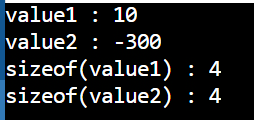 value1 : 10
value2 : -300
sizeof(value1) : 4
sizeof(value2) : 4